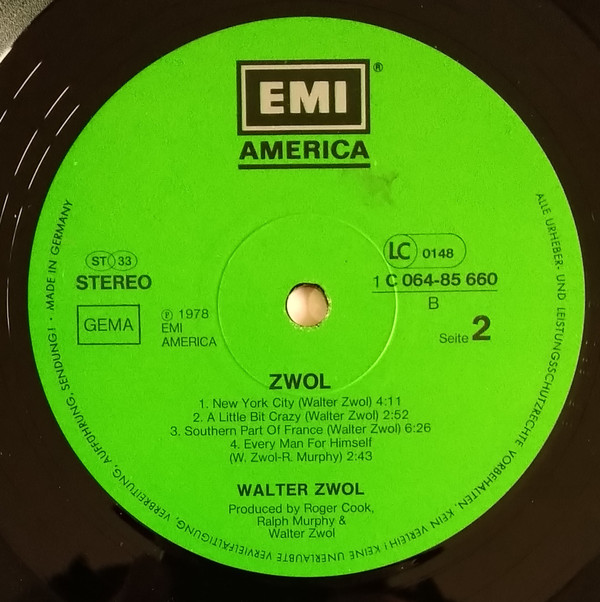 EMI®
AMERICA
ST 33
STEREO
GEMA
℗ 1978
EMI
AMERICA
LC 0148
1 C 064-85 660
B
Seite 2
ZWOL
1. New York City (Walter Zwol) 4:11
2. A Little Bit Crazy (Walter Zwol) 2:52
3. Southern Part Of France (Walter Zwol) 6:26
4. Every Man For Himself
(W. Zwol-R. Murphy) 2:43
WALTER ZWOL
Produced by Roger Cook,
Ralph Murphy &
Walter Zwol
ALLE URHEBER- UND LEISTUNGSSCHUTZRECHTE VORBEHALTEN. KEIN VERLEIH! KEINE UNERLAUBTE VERVIELFÄLTIGUNG, VERBREITUNG, AUFFÜHRUNG, SENDUNG! · MADE IN GERMANY